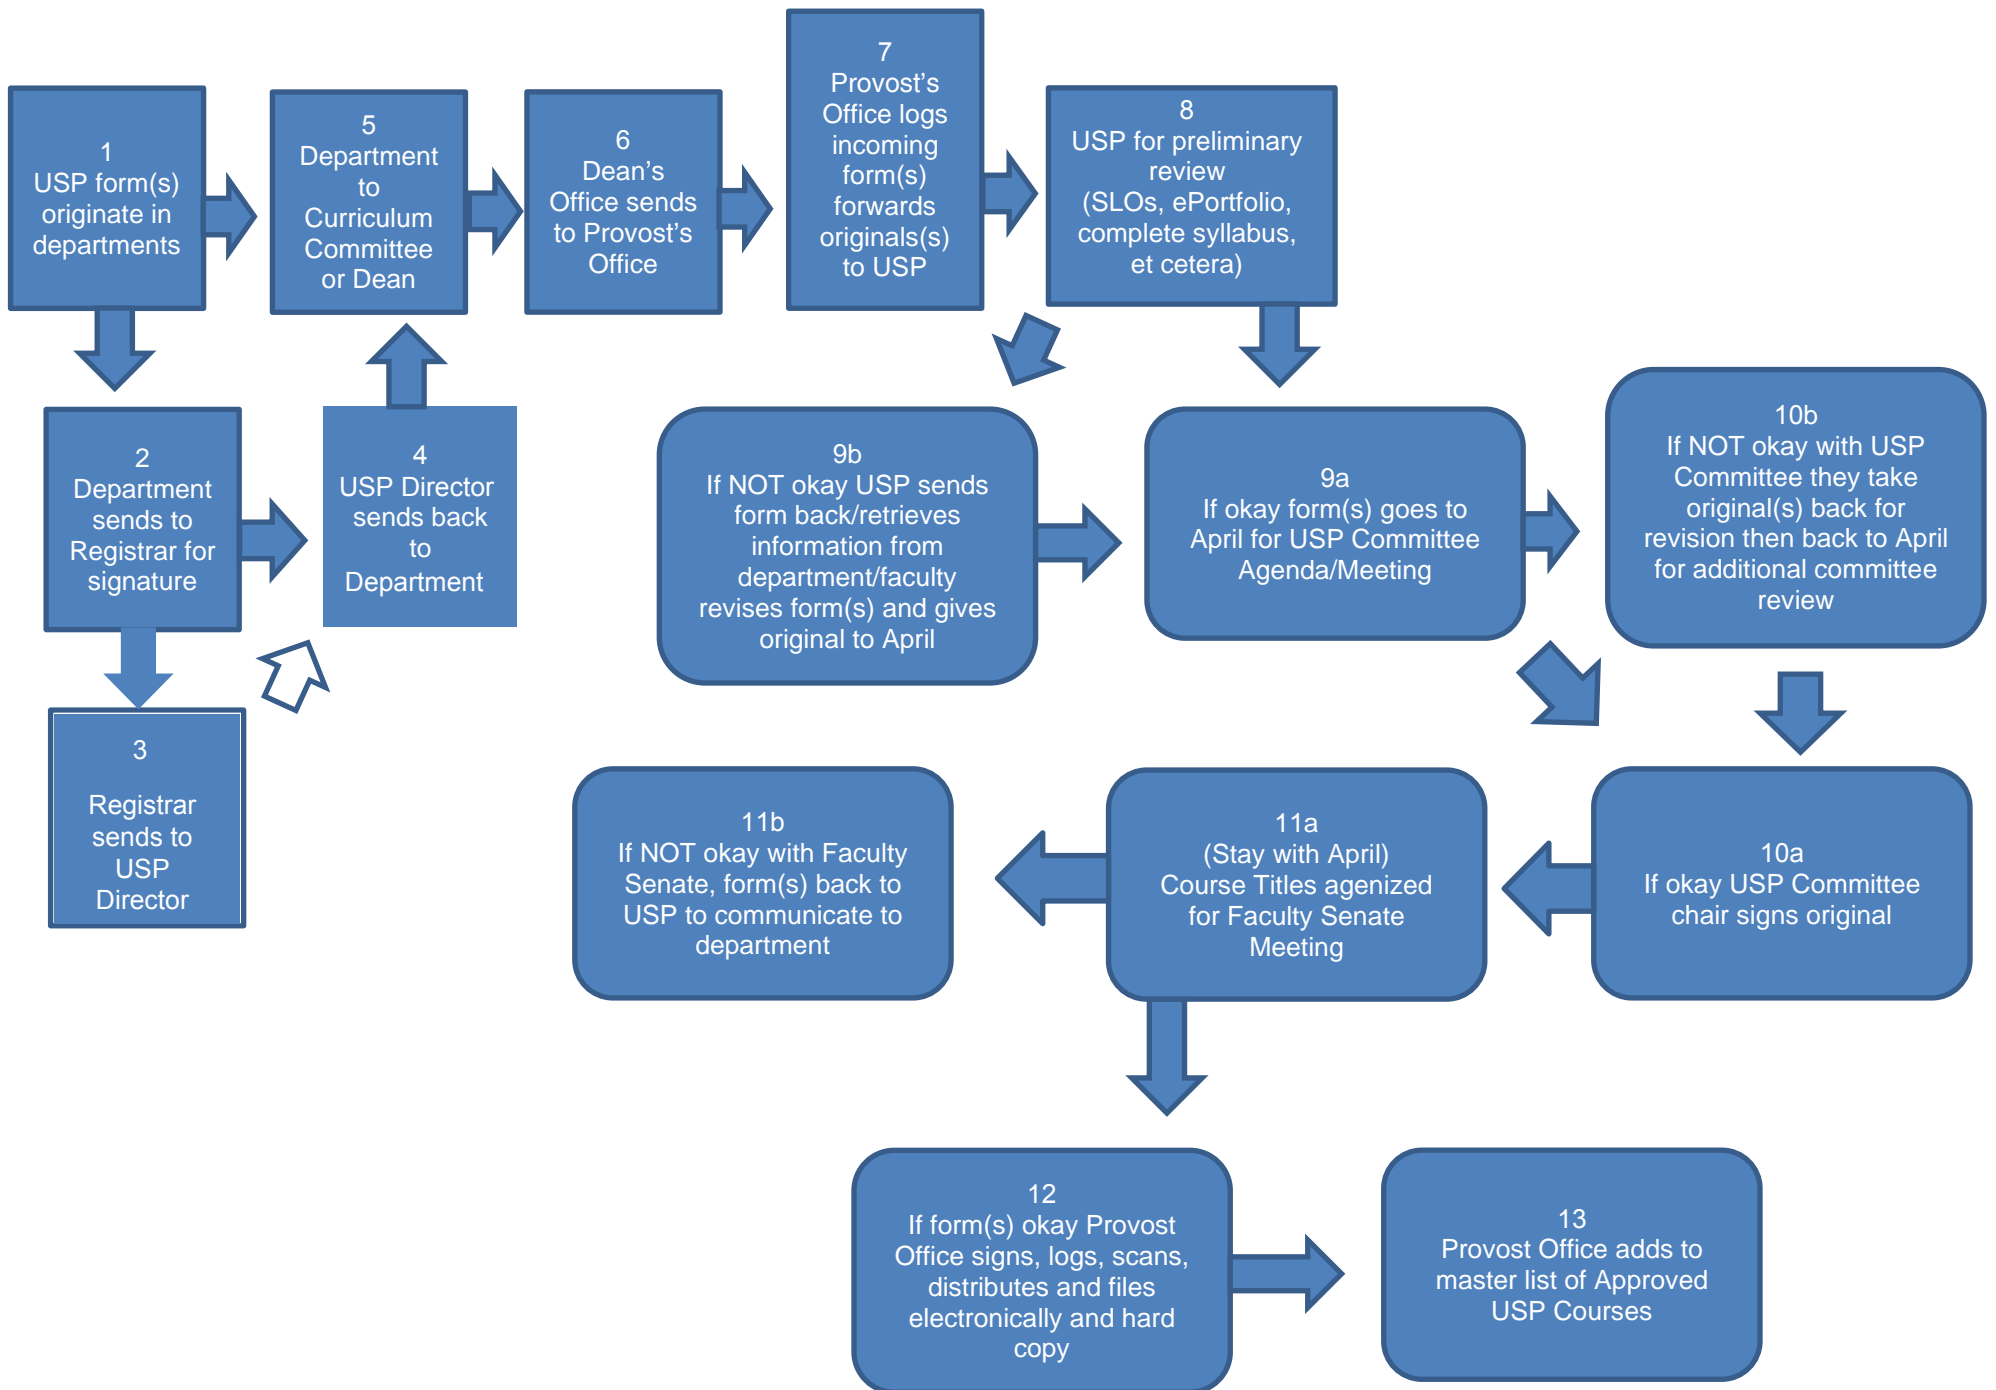 1
USP form(s)
originate in
departments
2
Department
sends to
Registrar for
signature
3
Registrar
sends to
USP
Director
4
USP Director
sends back
to
Department
5
Department
to
Curriculum
Committee
or Dean
6
Dean’s
Office sends
to Provost’s
Office
7
Provost’s
Office logs
incoming
form(s)
forwards
originals(s)
to USP
8
USP for preliminary
review
(SLOs, ePortfolio,
complete syllabus,
et cetera)
9b
If NOT okay USP sends
form back/retrieves
information from
department/faculty
revises form(s) and gives
original to April
9a
If okay form(s) goes to
April for USP Committee
Agenda/Meeting
10b
If NOT okay with USP
Committee they take
original(s) back for
revision then back to April
for additional committee
review
10a
If okay USP Committee
chair signs original
11a
(Stay with April)
Course Titles agenized
for Faculty Senate
Meeting
11b
If NOT okay with Faculty
Senate, form(s) back to
USP to communicate to
department
12
If form(s) okay Provost
Office signs, logs, scans,
distributes and files
electronically and hard
copy
13
Provost Office adds to
master list of Approved
USP Courses